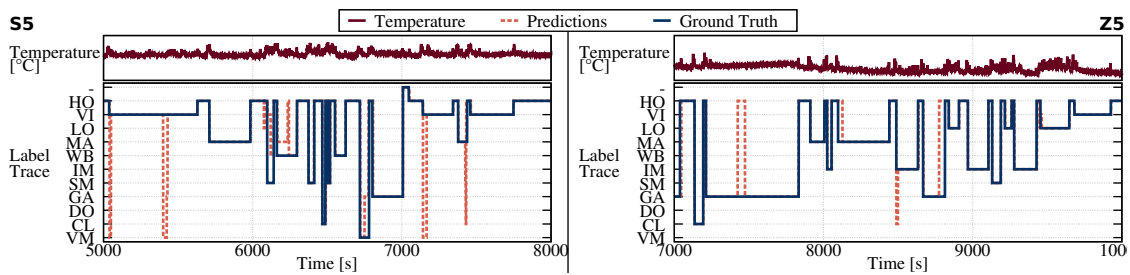 S5
Temperature Predictions Ground Truth
Z5
Temperature
[°C]
-
HO
VI
LO
MA
WB
IM
SM
GA
DO
CL
VM
Label
Trace
5000 6000 7000 8000
Time [s]
Temperature
[°C]
-
HO
VI
LO
MA
WB
IM
SM
GA
DO
CL
VM
Label
Trace
7000 8000 9000 1000
Time [s]